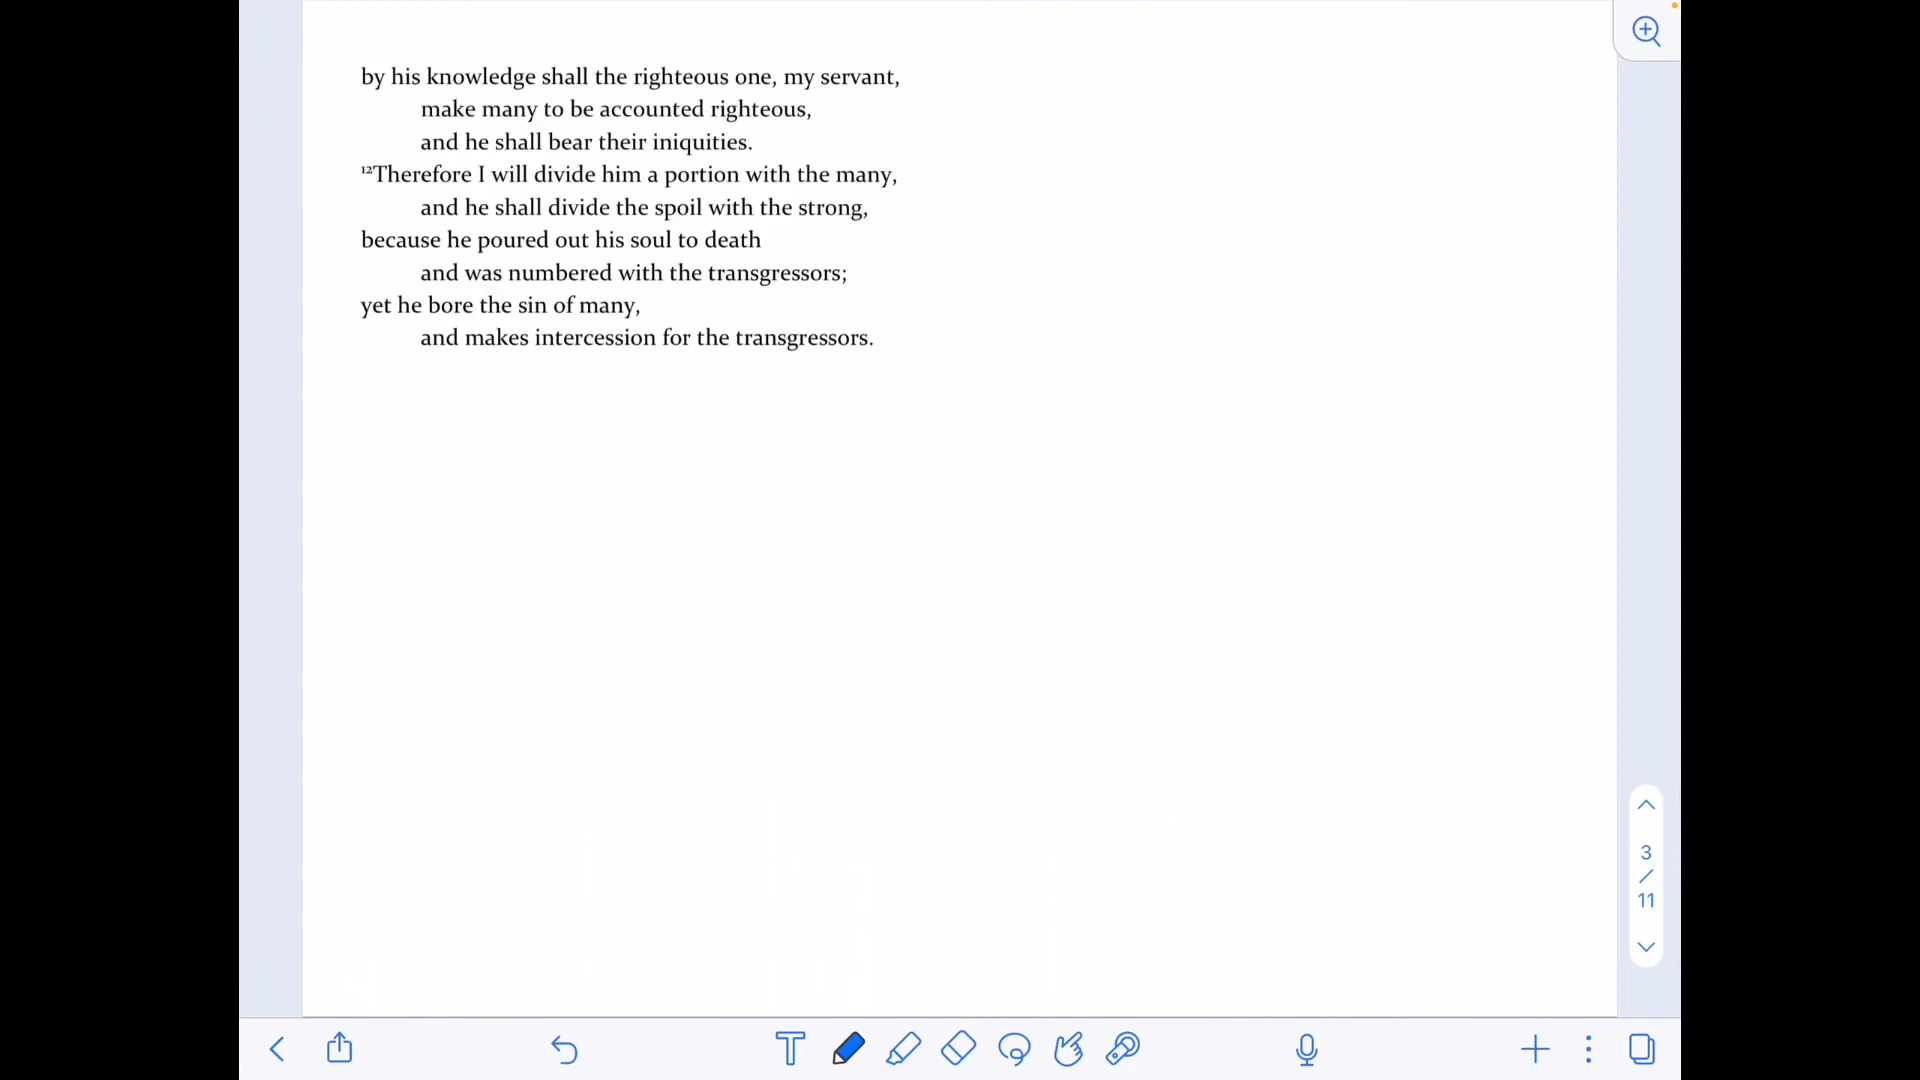 by his knowledge shall the righteous one, my servant,
make many to be accounted righteous,
and he shall bear their iniquities.
¹²Therefore I will divide him a portion with the many,
and he shall divide the spoil with the strong,
because he poured out his soul to death
and was numbered with the transgressors;
yet he bore the sin of many,
and makes intercession for the transgressors.
3
/
11